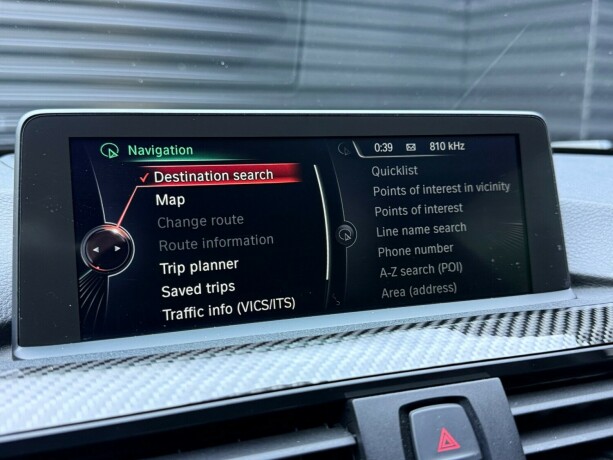 Navigation
Destination search
Map
Change route
Route information
Trip planner
Saved trips
Traffic info (VICS/ITS)
0:39 810 kHz
Quicklist
Points of interest in vicinity
Points of interest
Line name search
Phone number
A-Z search (POI)
Area (address)